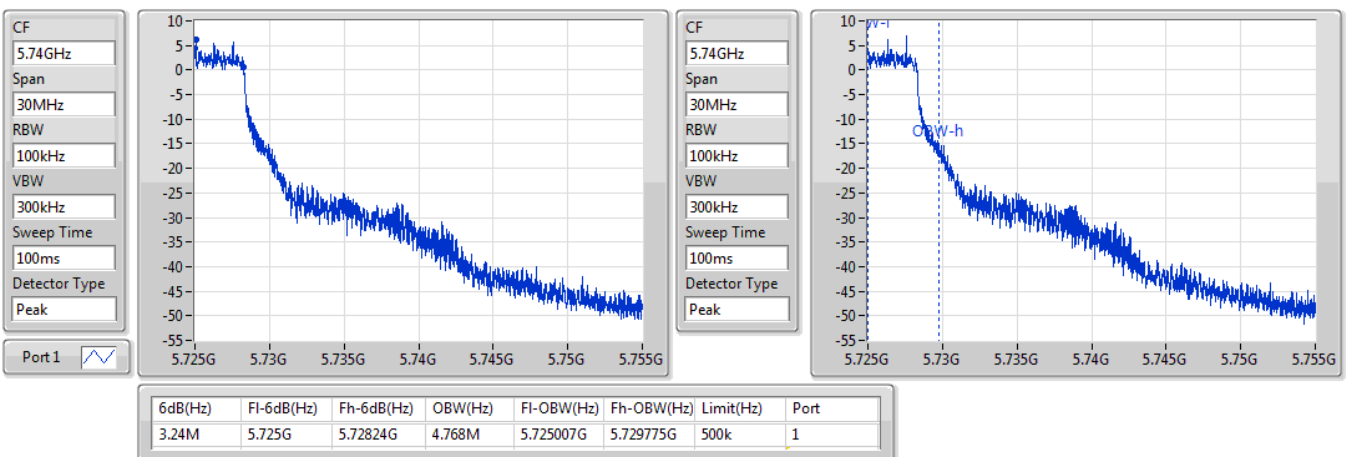 CF
5.74GHz
Span
30MHz
RBW
100kHz
VBW
300kHz
Sweep Time
100ms
Detector Type
Peak
Port 1
10
5
0
-5
-10
-15
-20
-25
-30
-35
-40
-45
-50
-55
5.725G 5.73G 5.735G 5.74G 5.745G 5.75G 5.755G
CF
5.74GHz
Span
30MHz
RBW
100kHz
VBW
300kHz
Sweep Time
100ms
Detector Type
Peak
10
5
0
-5
-10
-15
-20
-25
-30
-35
-40
-45
-50
-55
OBW-h
5.725G 5.73G 5.735G 5.74G 5.745G 5.75G 5.755G
6dB(Hz) Fl-6dB(Hz) Fh-6dB(Hz) OBW(Hz) Fl-OBW(Hz) Fh-OBW(Hz) Limit(Hz) Port
3.24M 5.725G 5.72824G 4.768M 5.725007G 5.729775G 500k 1